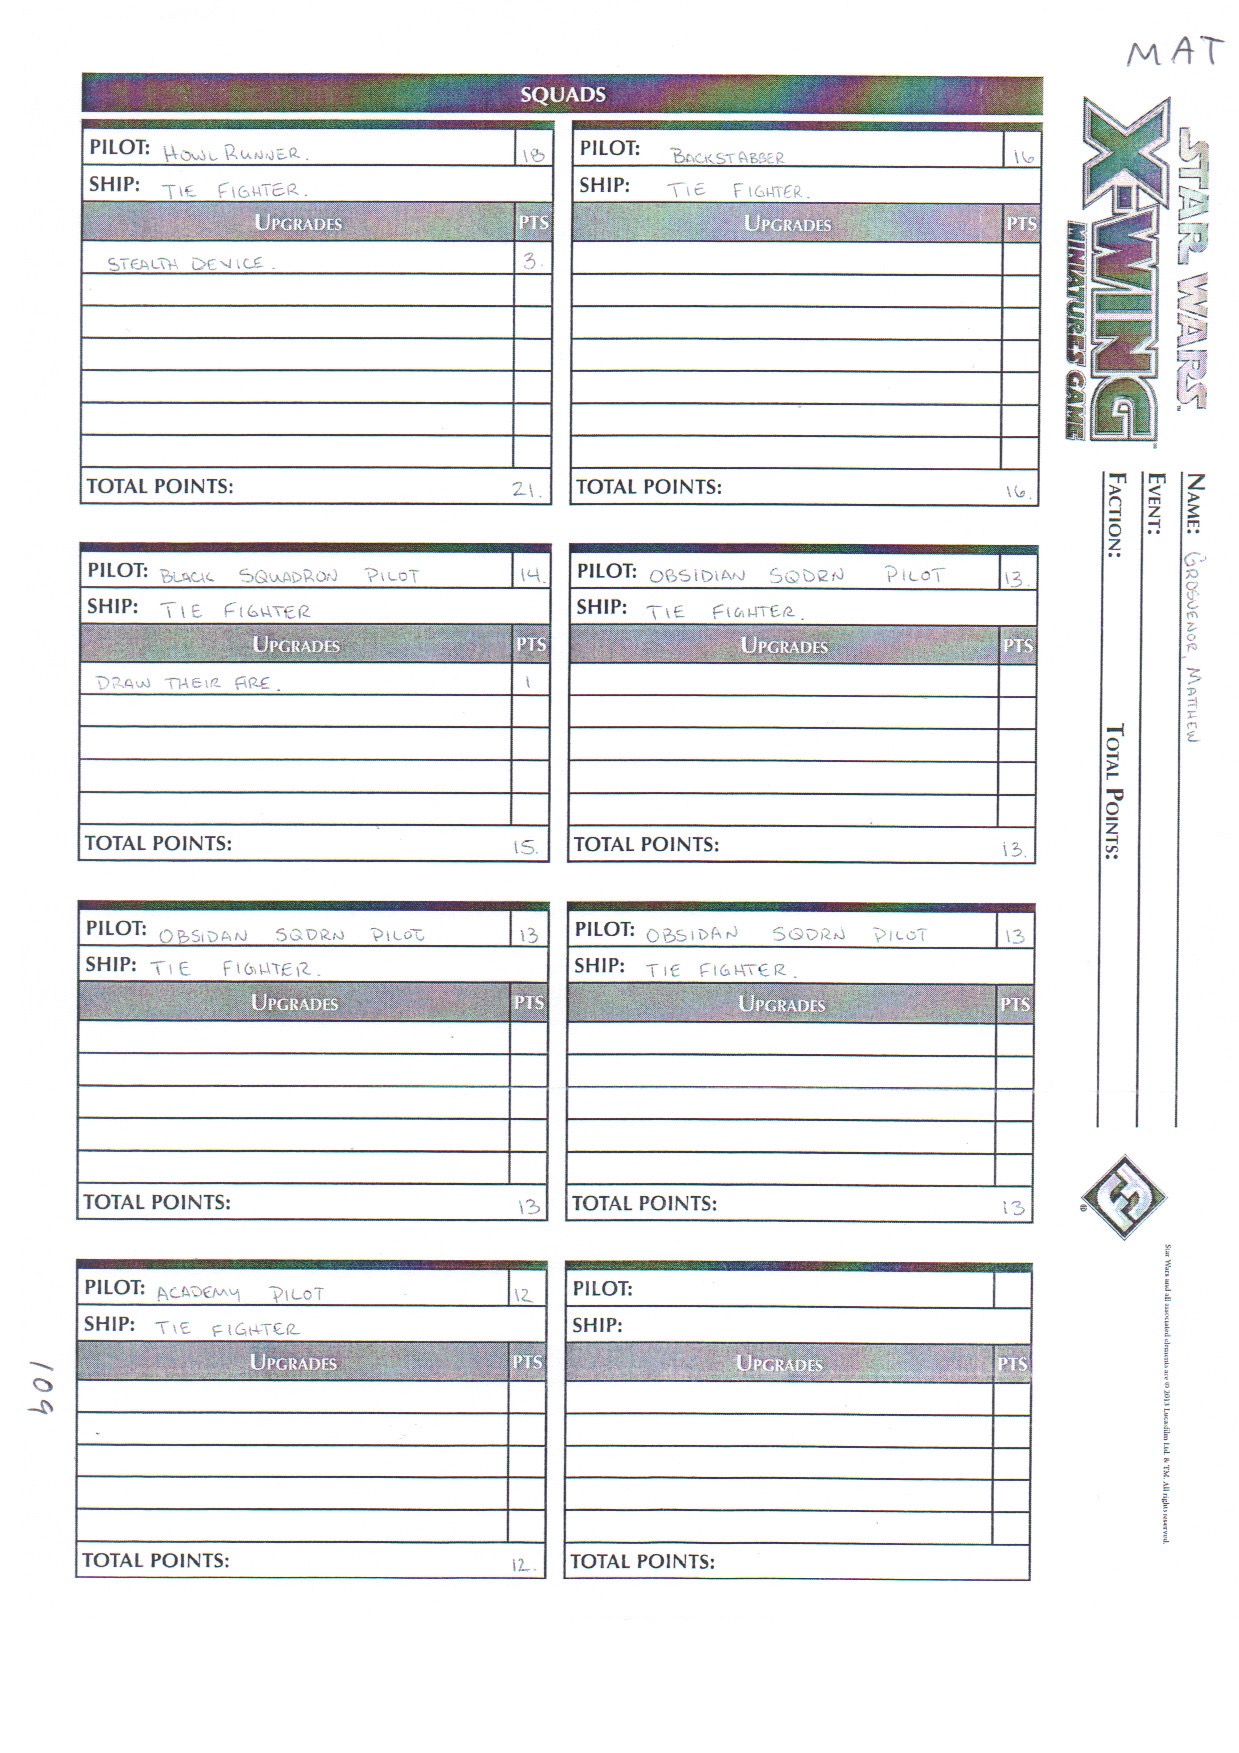 MAT
SQUADS
PILOT: HOWL RUNNER. 18
SHIP: TIE FIGHTER.
UPGRADES PTS
STEALTH DEVICE. 3.
TOTAL POINTS: 21.
PILOT: BACKSTABBER 16
SHIP: TIE FIGHTER.
UPGRADES PTS
TOTAL POINTS: 16.
PILOT: BLACK SQUADRON PILOT 14.
SHIP: TIE FIGHTER
UPGRADES PTS
DRAW THEIR FIRE. 1
TOTAL POINTS: 15.
PILOT: OBSIDIAN SQDRN PILOT 13.
SHIP: TIE FIGHTER.
UPGRADES PTS
TOTAL POINTS: 13.
PILOT: OBSIDAN SQDRN PILOT 13
SHIP: TIE FIGHTER.
UPGRADES PTS
TOTAL POINTS: 13
PILOT: OBSIDAN SQDRN PILOT 13
SHIP: TIE FIGHTER.
UPGRADES PTS
TOTAL POINTS: 13
PILOT: ACADEMY PILOT 12
SHIP: TIE FIGHTER
UPGRADES PTS
TOTAL POINTS: 12.
PILOT:
SHIP:
UPGRADES PTS
TOTAL POINTS:
109
STAR WARS™
X-WING™
MINIATURES GAME
NAME: GROSVENOR, MATTHEW
EVENT:
FACTION: TOTAL POINTS:
®
Star Wars and all associated elements are © 2013 Lucasfilm Ltd. & TM. All rights reserved.